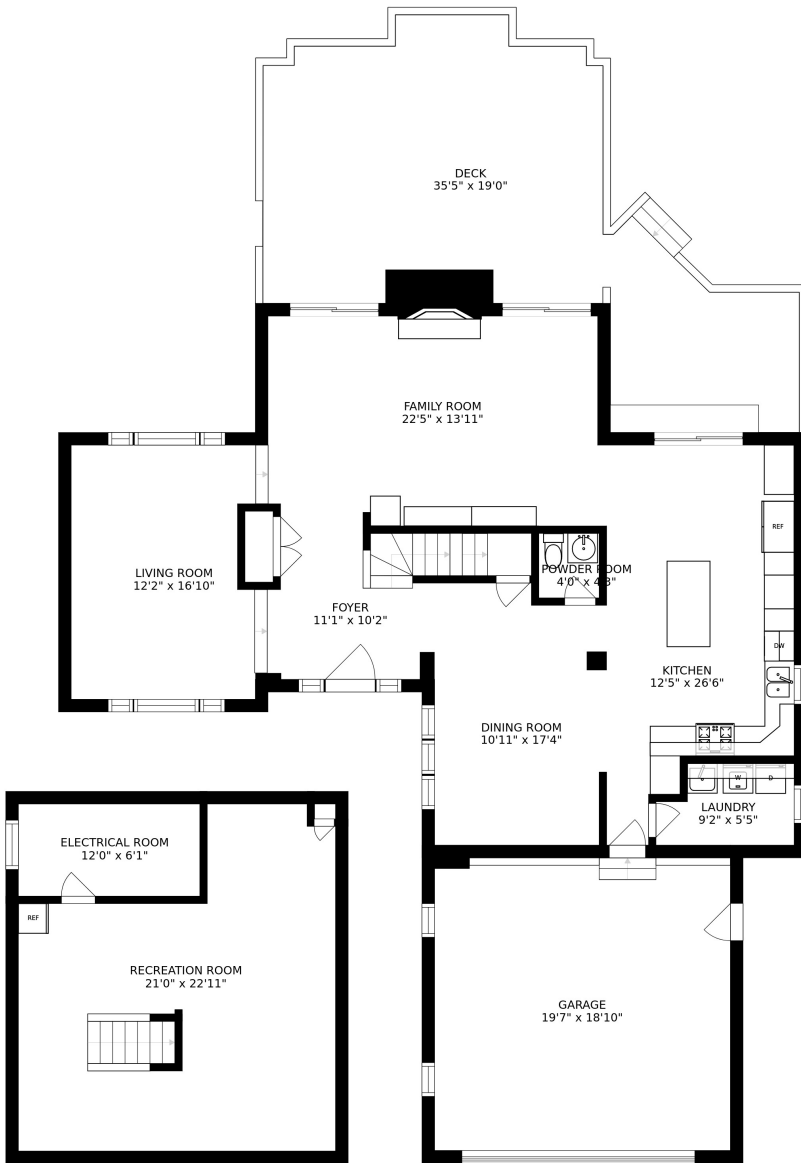 DECK
35'5" x 19'0"
FAMILY ROOM
22'5" x 13'11"
REF
LIVING ROOM
12'2" x 16'10"
POWDER ROOM
4'0" x 4'8"
FOYER
11'1" x 10'2"
DW
KITCHEN
12'5" x 26'6"
DINING ROOM
10'11" x 17'4"
W
D
LAUNDRY
9'2" x 5'5"
ELECTRICAL ROOM
12'0" x 6'1"
REF
RECREATION ROOM
21'0" x 22'11"
GARAGE
19'7" x 18'10"